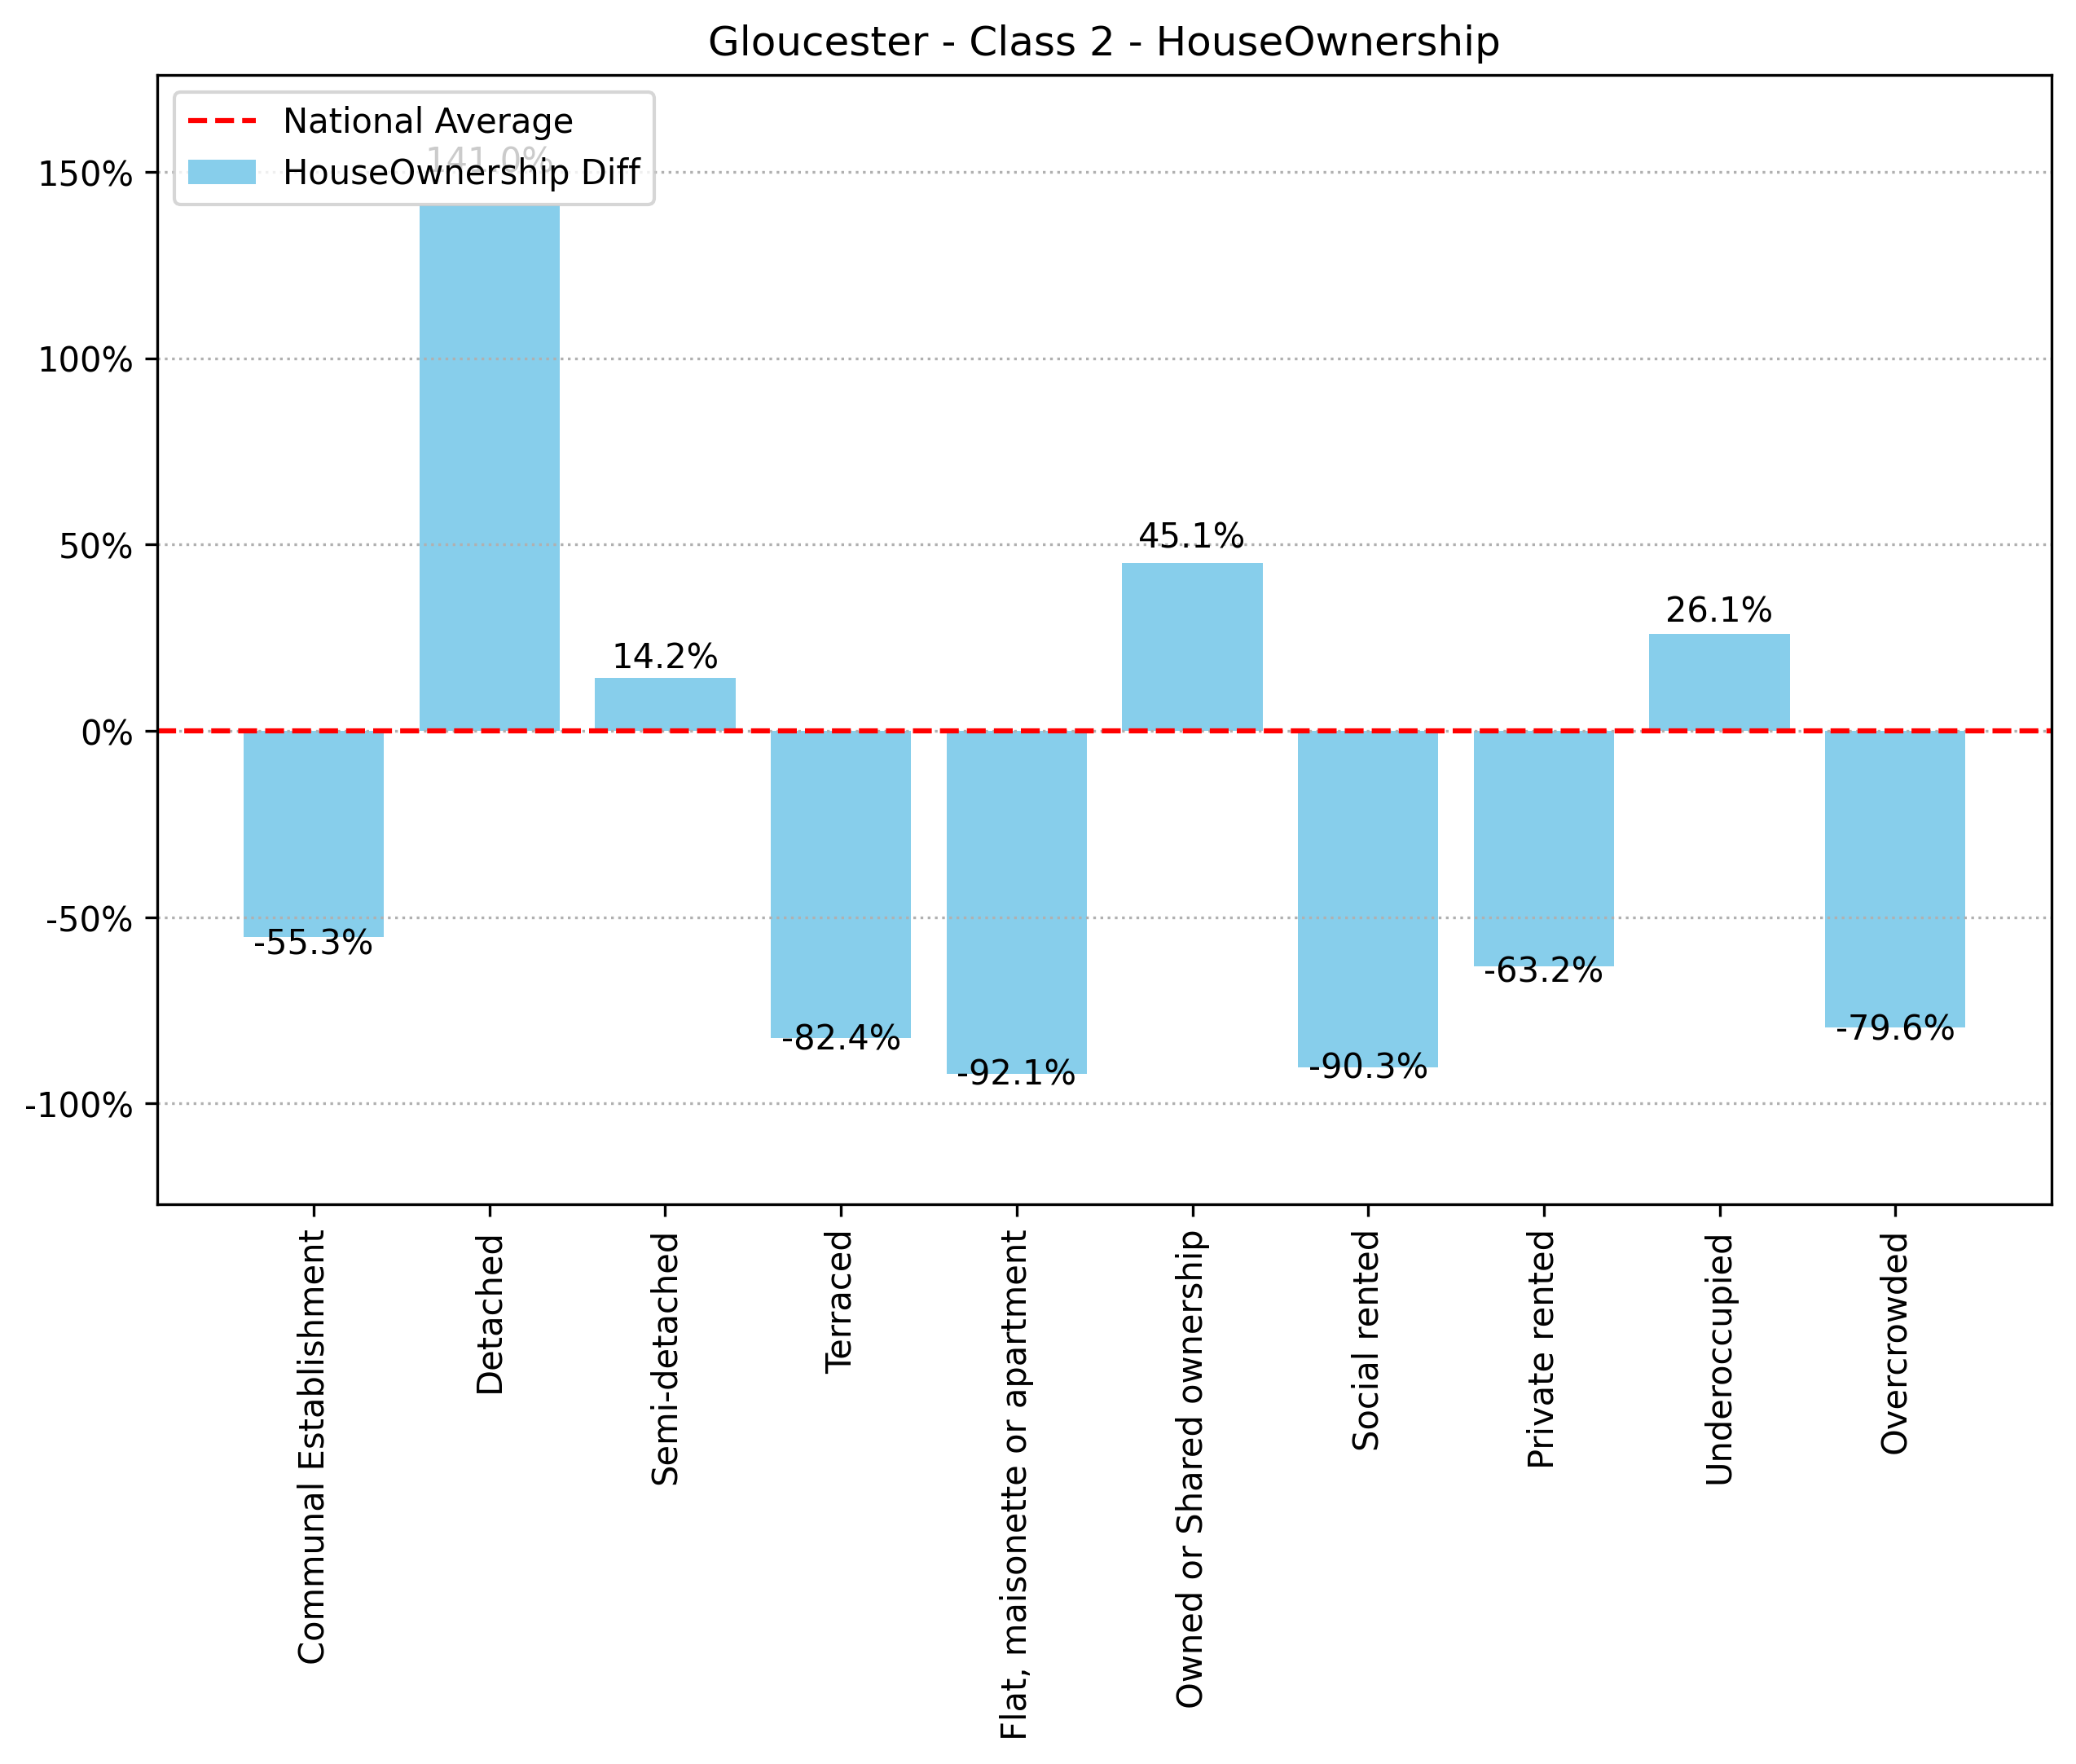 Gloucester - Class 2 - HouseOwnership
National Average
HouseOwnership Diff
141.0%
150%
100%
50%
0%
-50%
-100%
-55.3%
14.2%
-82.4%
-92.1%
45.1%
-90.3%
-63.2%
26.1%
-79.6%
Communal Establishment
Detached
Semi-detached
Terraced
Flat, maisonette or apartment
Owned or Shared ownership
Social rented
Private rented
Underoccupied
Overcrowded